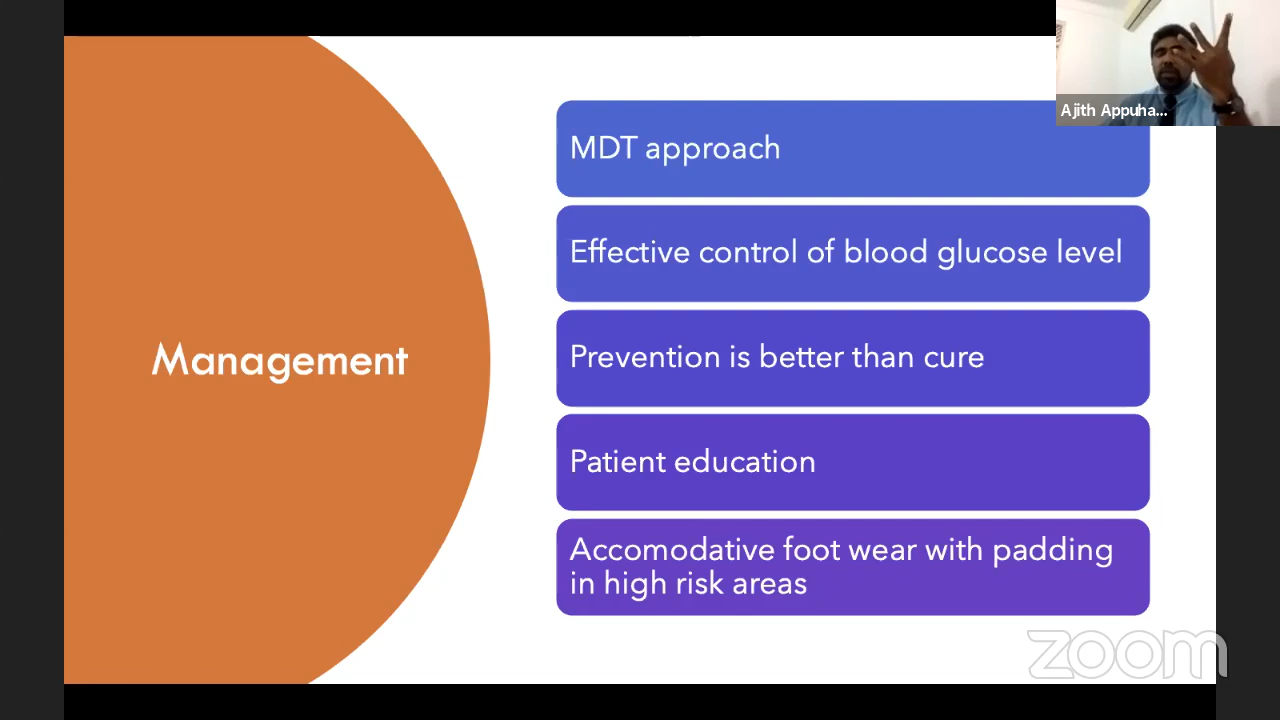 Ajith Appuha...
MDT approach
Effective control of blood glucose level
Prevention is better than cure
Management
Patient education
Accomodative foot wear with padding
in high risk areas
zoom